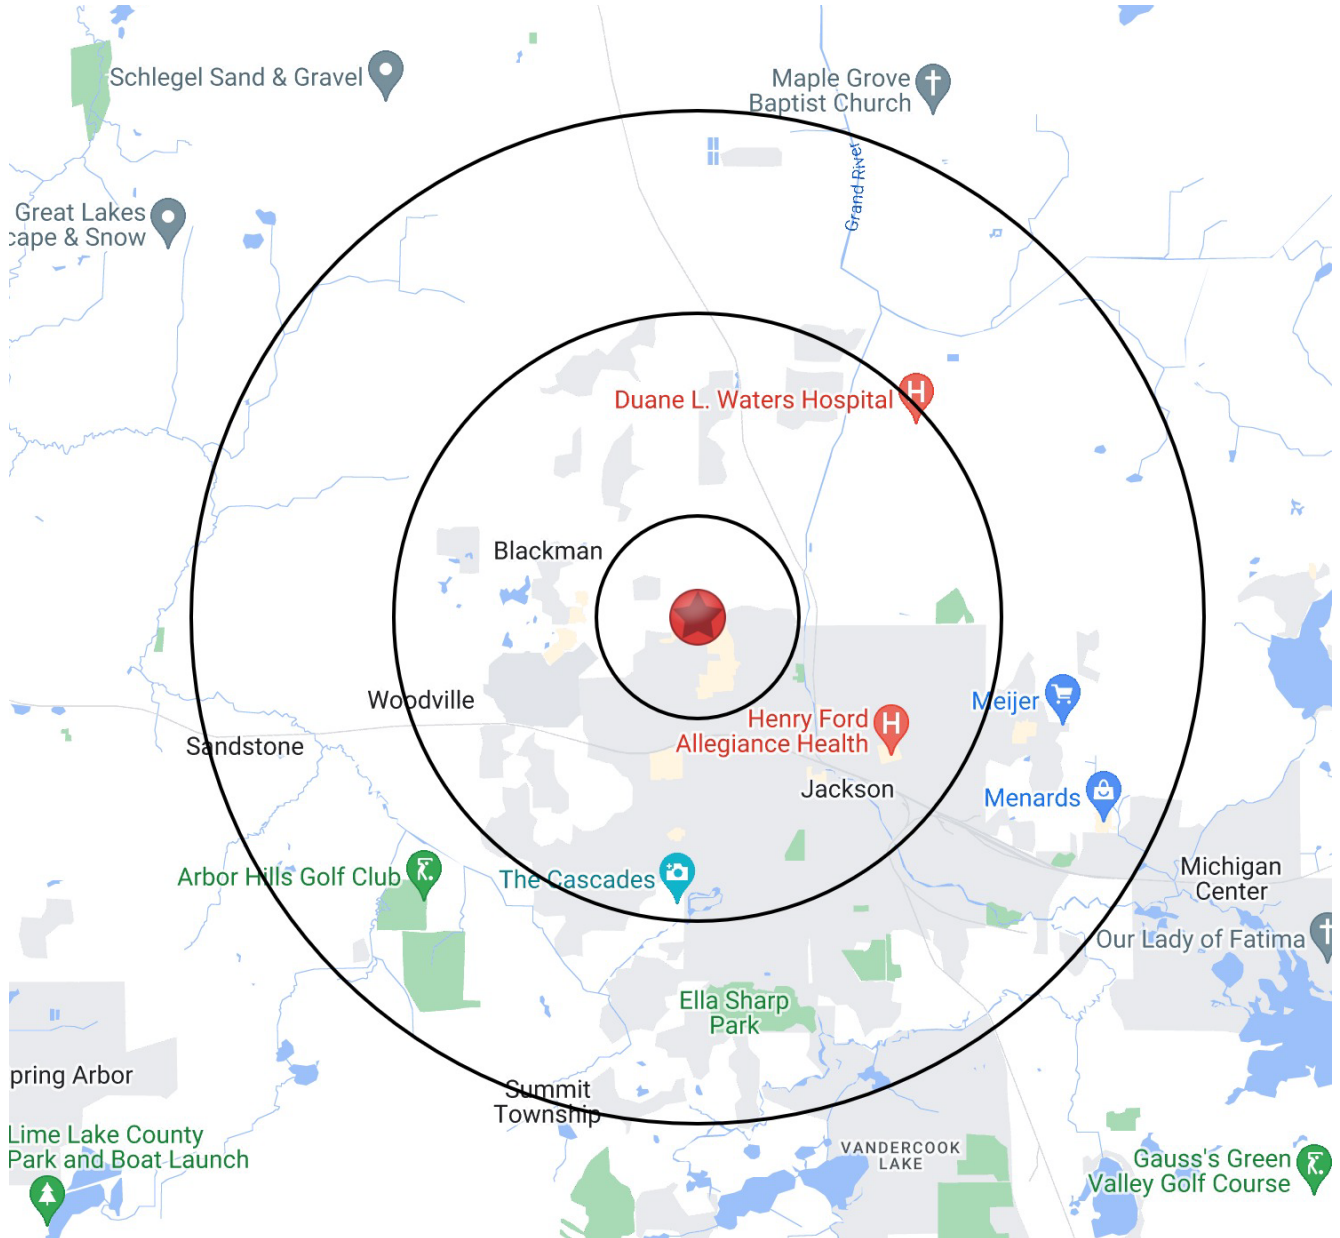 Schlegel Sand & Gravel
Maple Grove
Baptist Church
Grand River
Great Lakes
cape & Snow
Duane L. Waters Hospital
H
Blackman
Woodville
Meijer
Sandstone
Henry Ford
Allegiance Health
H
Jackson
Menards
Arbor Hills Golf Club
The Cascades
Michigan
Center
Our Lady of Fatima
Ella Sharp
Park
pring Arbor
Summit
Township
Lime Lake County
Park and Boat Launch
VANDERCOOK
LAKE
Gauss's Green
Valley Golf Course